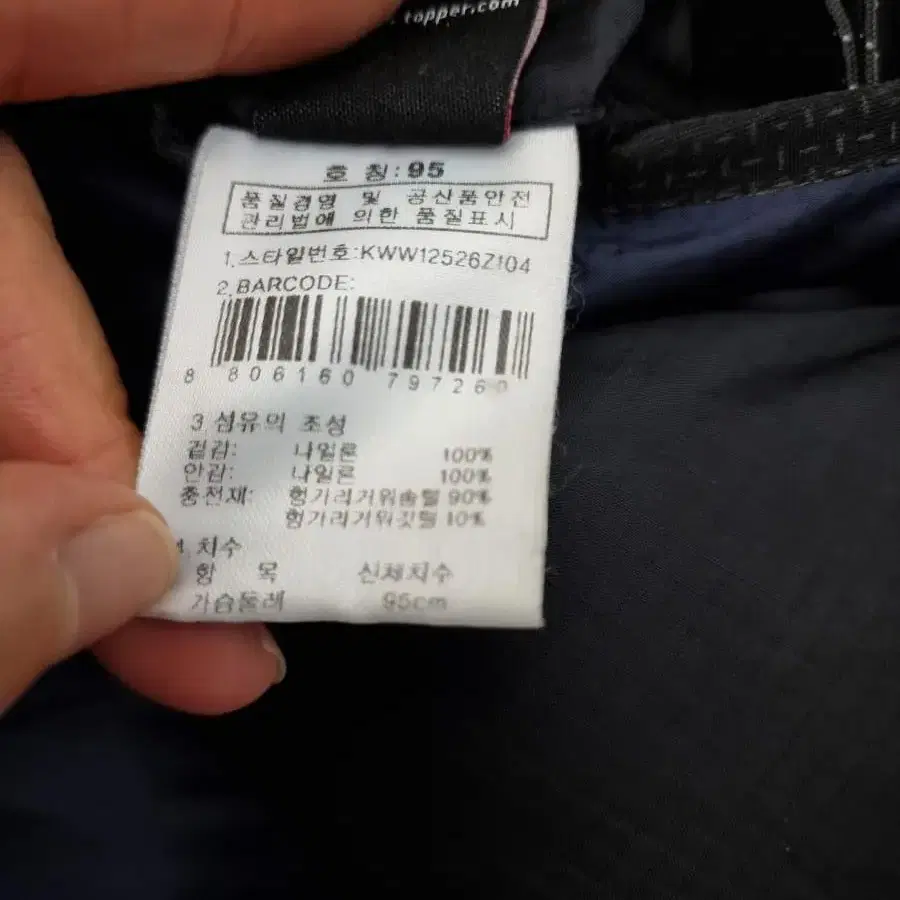 topper.com
호 칭:95
품질경영 및 공산품안전
관리법에 의한 품질표시
1.스타일번호:KWW12526Z104
2.BARCODE:
8 806160 797260
3.섬유의 조성
겉감: 나일론 100%
안감: 나일론 100%
충전재: 헝가리거위솜털 90%
헝가리거위깃털 10%
4.치수
항 목 신체치수
가슴둘레 95cm